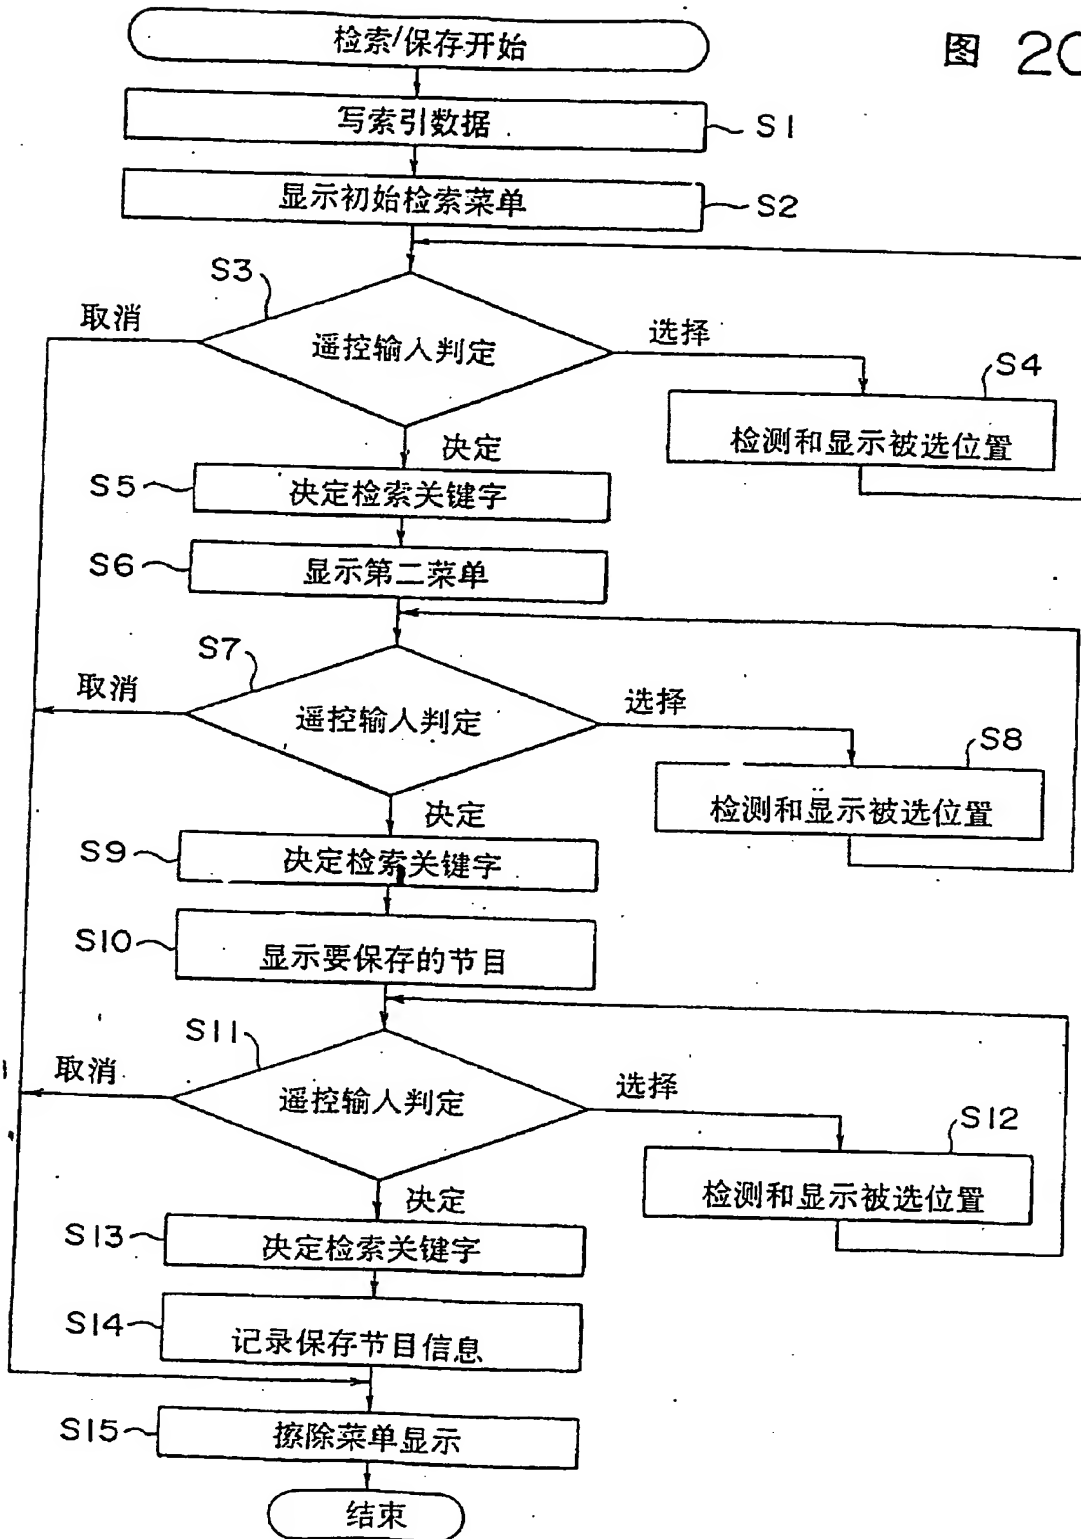 检索/保存开始
图 20
写索引数据
S1
显示初始检索菜单
S2
S3
取消
遥控输入判定
选择
S4
检测和显示被选位置
决定
S5
决定检索关键字
S6
显示第二菜单
S7
取消
遥控输入判定
选择
S8
检测和显示被选位置
决定
S9
决定检索关键字
S10
显示要保存的节目
S11
取消
遥控输入判定
选择
S12
检测和显示被选位置
决定
S13
决定检索关键字
S14
记录保存节目信息
S15
擦除菜单显示
结束